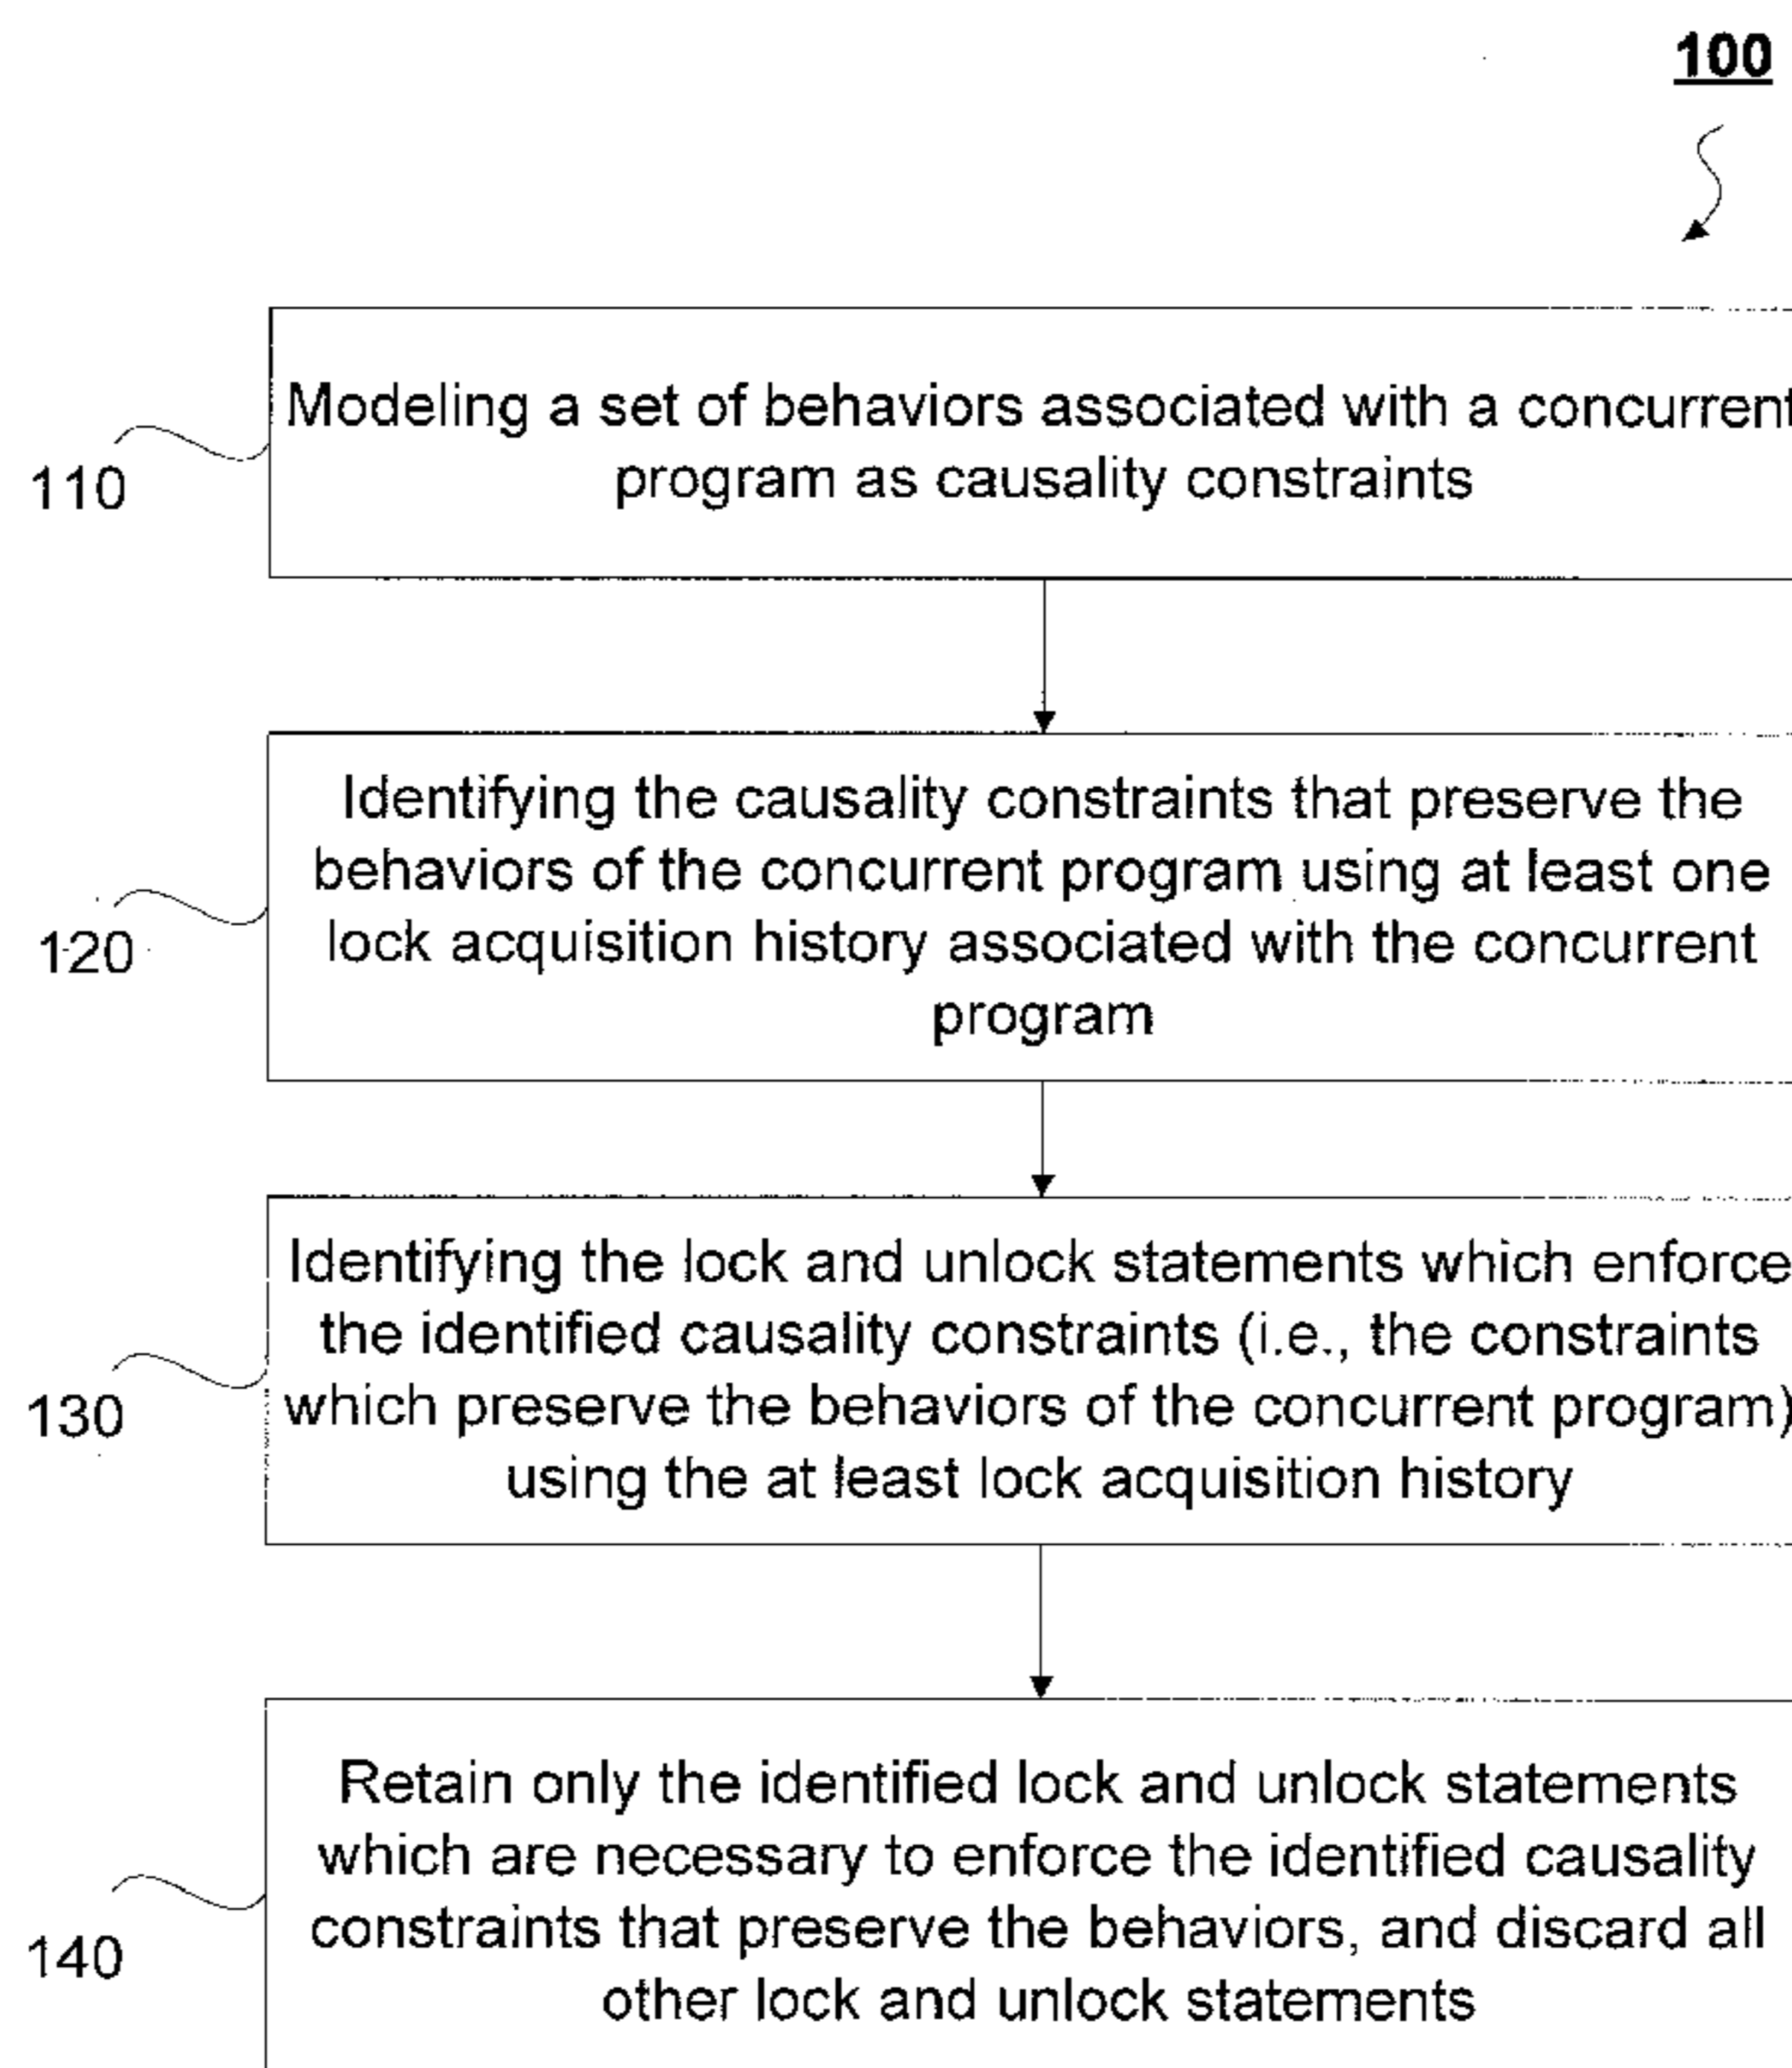 100
110
Modeling a set of behaviors associated with a concurrent
program as causality constraints
120
Identifying the causality constraints that preserve the
behaviors of the concurrent program using at least one
lock acquisition history associated with the concurrent
program
130
Identifying the lock and unlock statements which enforce
the identified causality constraints (i.e., the constraints
which preserve the behaviors of the concurrent program)
using the at least lock acquisition history
140
Retain only the identified lock and unlock statements
which are necessary to enforce the identified causality
constraints that preserve the behaviors, and discard all
other lock and unlock statements